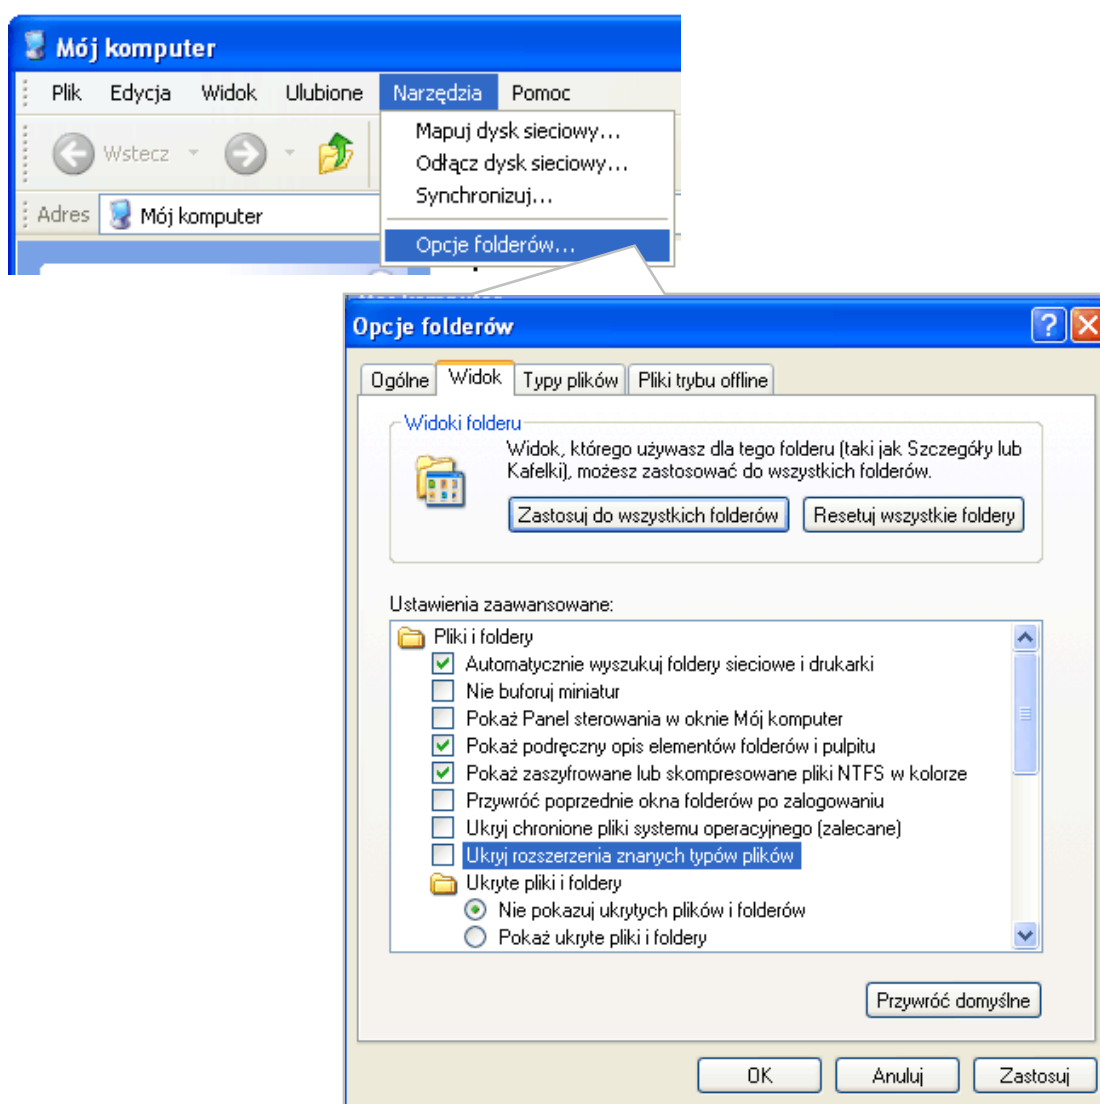 Mój komputer
Plik Edycja Widok Ulubione Narzędzia Pomoc
Wstecz
Mapuj dysk sieciowy...
Odłącz dysk sieciowy...
Synchronizuj...
Adres Mój komputer
Opcje folderów...
Opcje folderów
Ogólne Widok Typy plików Pliki trybu offline
Widoki folderu
Widok, którego używasz dla tego folderu (taki jak Szczegóły lub
Kafelki), możesz zastosować do wszystkich folderów.
Zastosuj do wszystkich folderów Resetuj wszystkie foldery
Ustawienia zaawansowane:
Pliki i foldery
Automatycznie wyszukuj foldery sieciowe i drukarki
Nie buforuj miniatur
Pokaż Panel sterowania w oknie Mój komputer
Pokaż podręczny opis elementów folderów i pulpitu
Pokaż zaszyfrowane lub skompresowane pliki NTFS w kolorze
Przywróć poprzednie okna folderów po zalogowaniu
Ukryj chronione pliki systemu operacyjnego (zalecane)
Ukryj rozszerzenia znanych typów plików
Ukryte pliki i foldery
Nie pokazuj ukrytych plików i folderów
Pokaż ukryte pliki i foldery
Przywróć domyślne
OK Anuluj Zastosuj